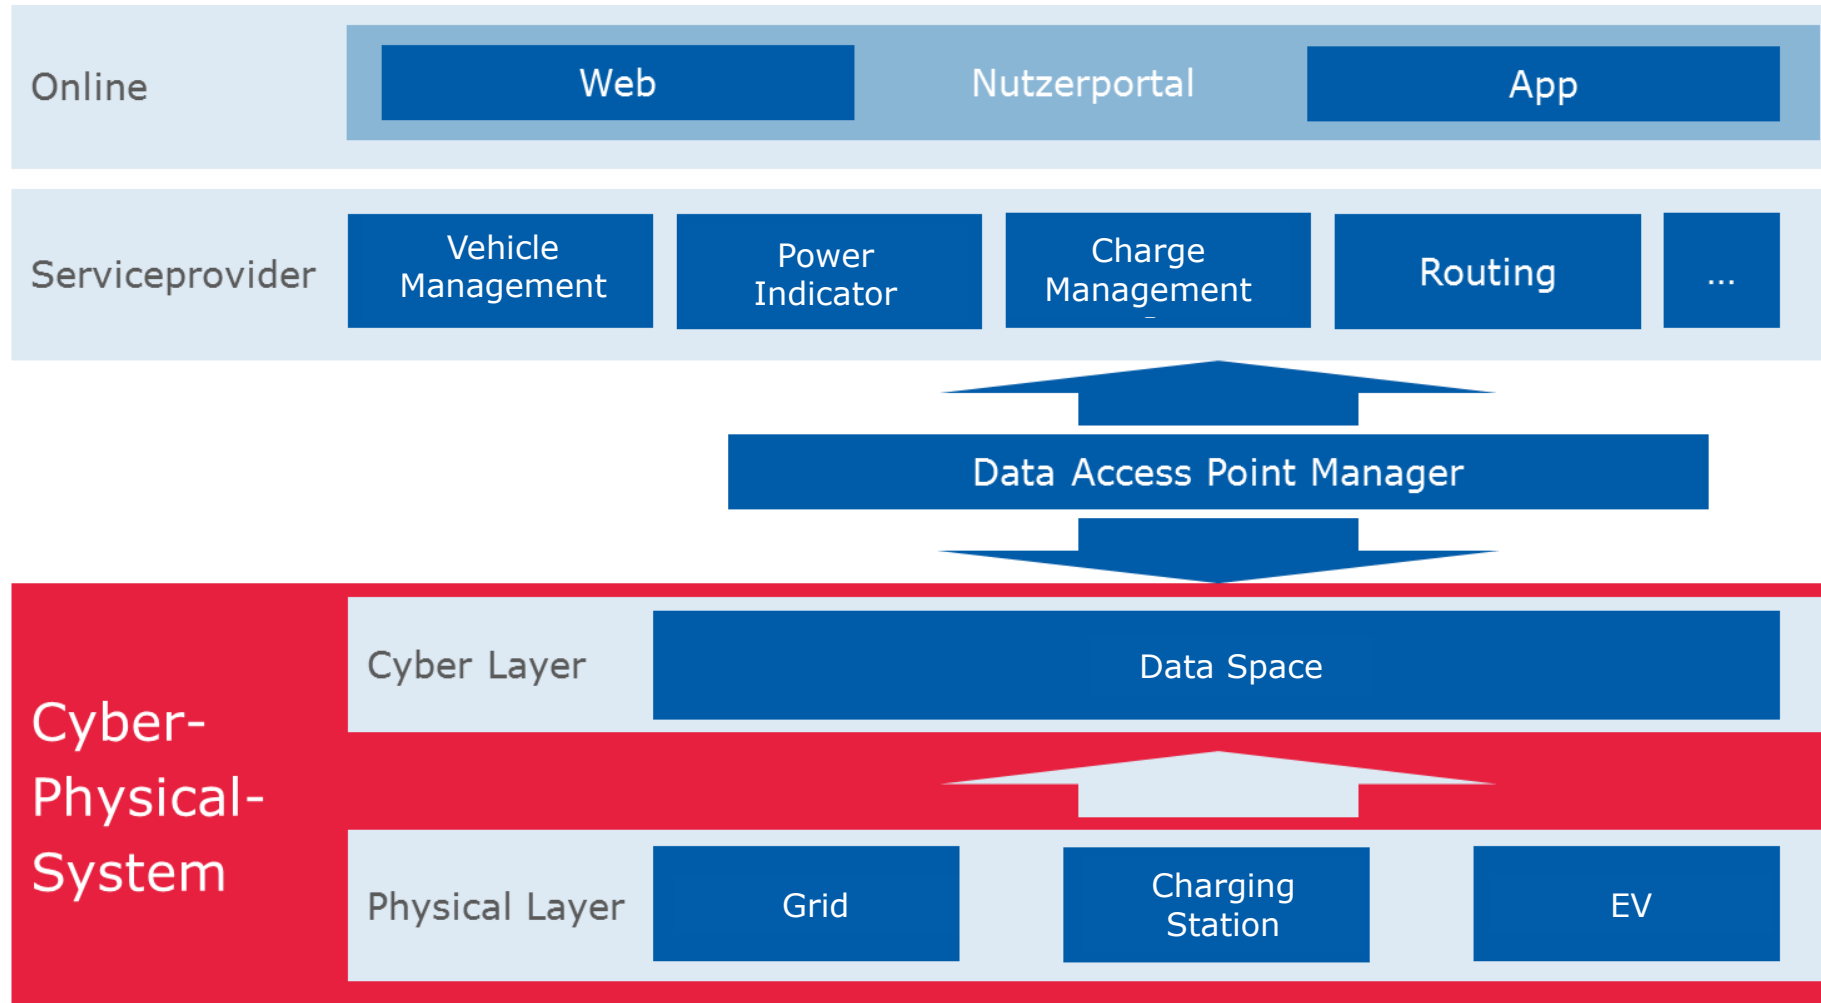 Online
Web
Nutzerportal
App
Serviceprovider
Vehicle
Management
Power
Indicator
Charge
Management
Routing
...
Data Access Point Manager
Cyber-
Physical-
System
Cyber Layer
Data Space
Physical Layer
Grid
Charging
Station
EV